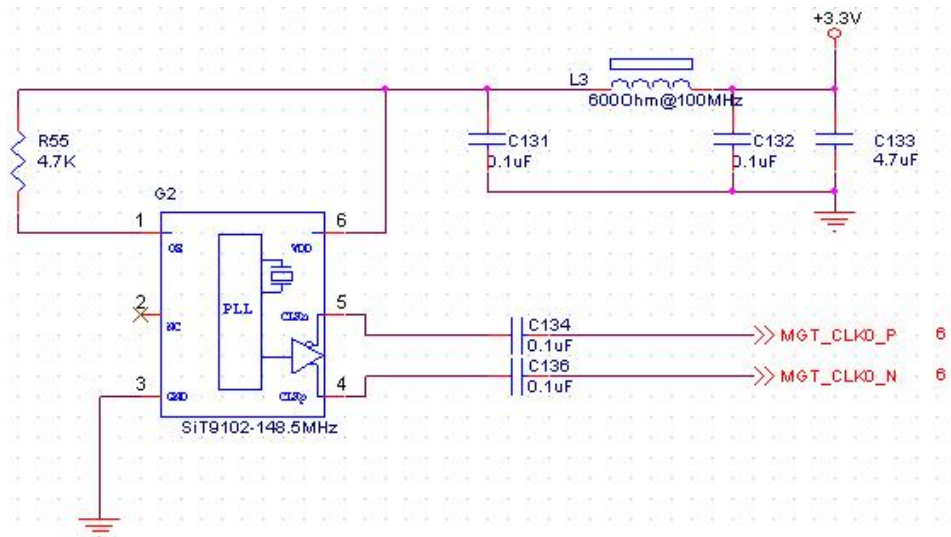 +3.3V
L3
600Ohm@100MHz
R55
4.7K
C131
0.1uF
C132
0.1uF
C133
4.7uF
G2
1
6
OE
VDD
2
NC
PLL
5
CLKn
3
GND
4
CLKp
SiT9102-148.5MHz
C134
0.1uF
MGT_CLK0_P 6
C136
0.1uF
MGT_CLK0_N 6